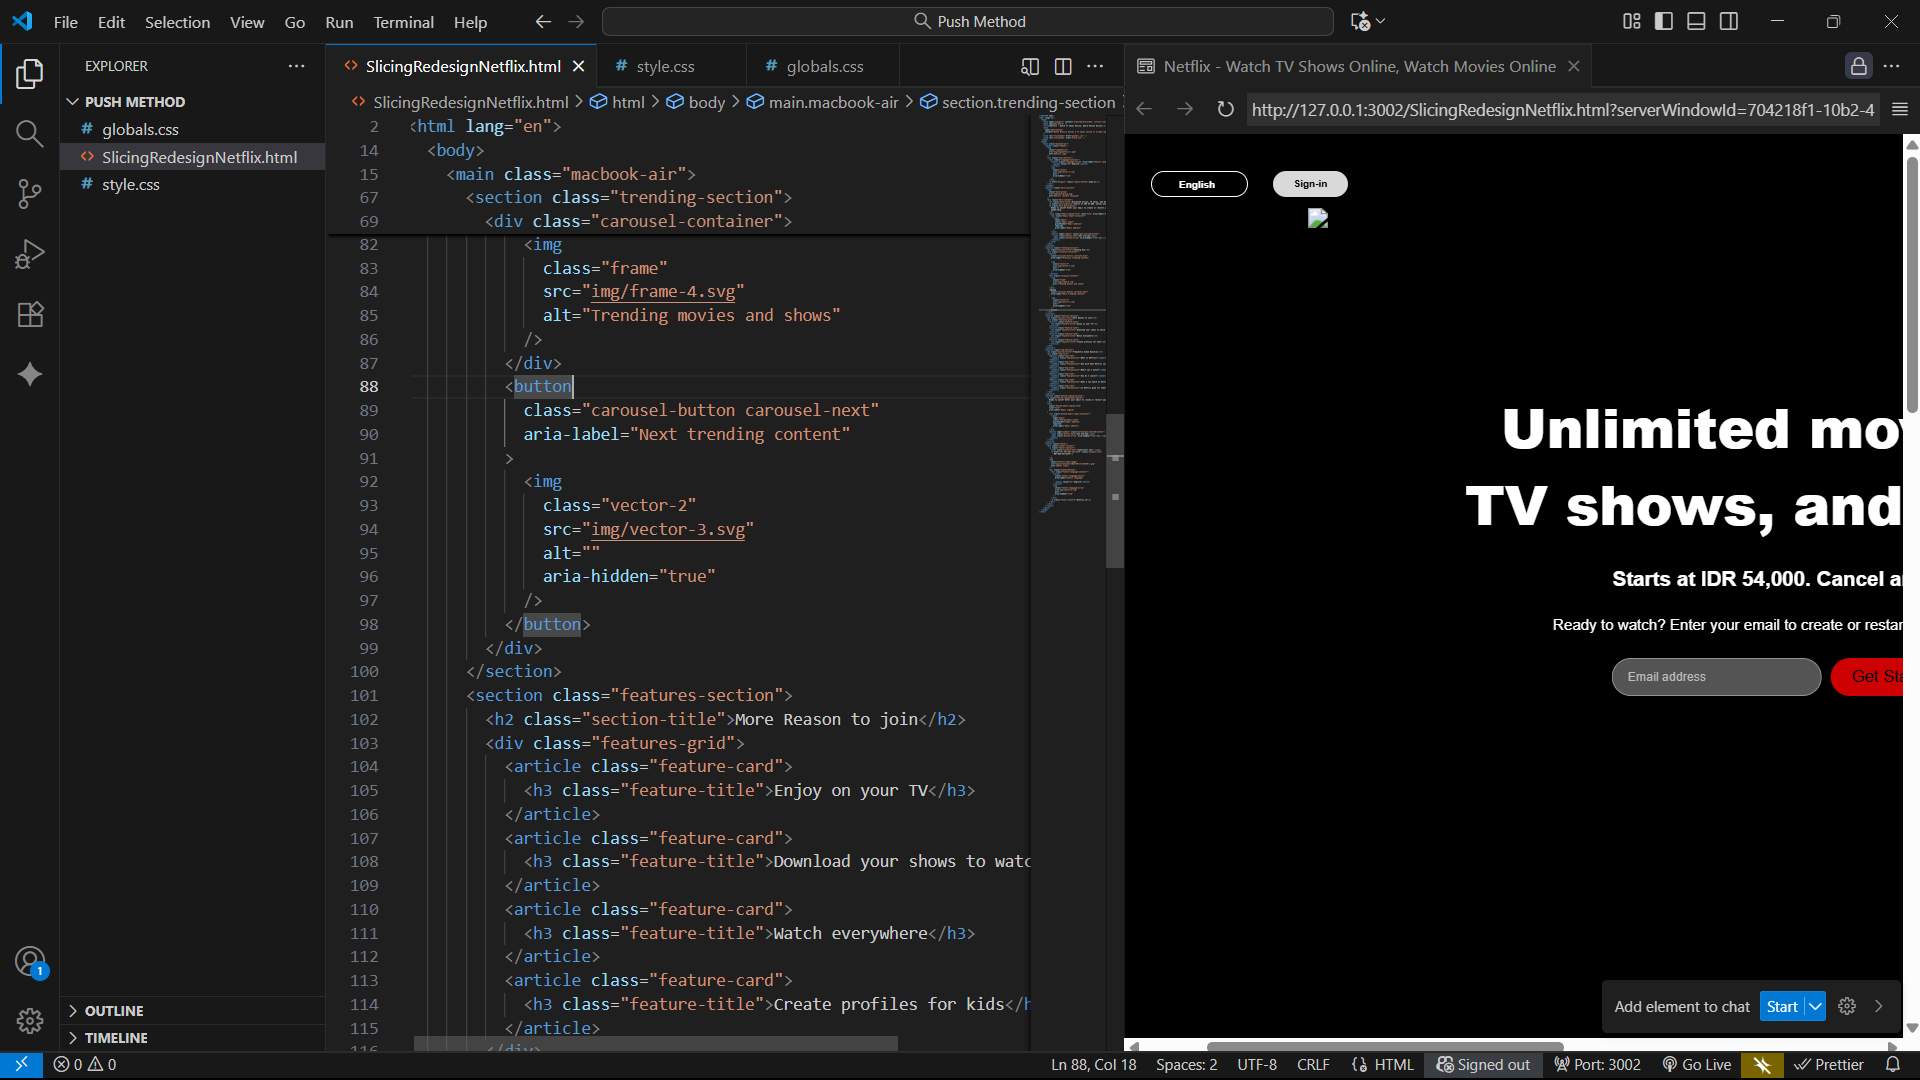 File Edit Selection View Go Run Terminal Help
Push Method
EXPLORER
PUSH METHOD
# globals.css
<> SlicingRedesignNetflix.html
# style.css
OUTLINE
TIMELINE
1
<> SlicingRedesignNetflix.html
# style.css
# globals.css
<> SlicingRedesignNetflix.html > html > body > main.macbook-air > section.trending-section
2 <html lang="en">
14 <body>
15 <main class="macbook-air">
67 <section class="trending-section">
69 <div class="carousel-container">
82 <img
83 class="frame"
84 src="img/frame-4.svg"
85 alt="Trending movies and shows"
86 />
87 </div>
88 <button
89 class="carousel-button carousel-next"
90 aria-label="Next trending content"
91 >
92 <img
93 class="vector-2"
94 src="img/vector-3.svg"
95 alt=""
96 aria-hidden="true"
97 />
98 </button>
99 </div>
100 </section>
101 <section class="features-section">
102 <h2 class="section-title">More Reason to join</h2>
103 <div class="features-grid">
104 <article class="feature-card">
105 <h3 class="feature-title">Enjoy on your TV</h3>
106 </article>
107 <article class="feature-card">
108 <h3 class="feature-title">Download your shows to watc
109 </article>
110 <article class="feature-card">
111 <h3 class="feature-title">Watch everywhere</h3>
112 </article>
113 <article class="feature-card">
114 <h3 class="feature-title">Create profiles for kids</h
115 </article>
116 </div>
Netflix - Watch TV Shows Online, Watch Movies Online
http://127.0.0.1:3002/SlicingRedesignNetflix.html?serverWindowId=704218f1-10b2-4
English
Sign-in
Unlimited mov
TV shows, and
Starts at IDR 54,000. Cancel a
Ready to watch? Enter your email to create or restar
Email address
Get Sta
Add element to chat Start
0 0
Ln 88, Col 18 Spaces: 2 UTF-8 CRLF {} HTML Signed out Port: 3002 Go Live Prettier